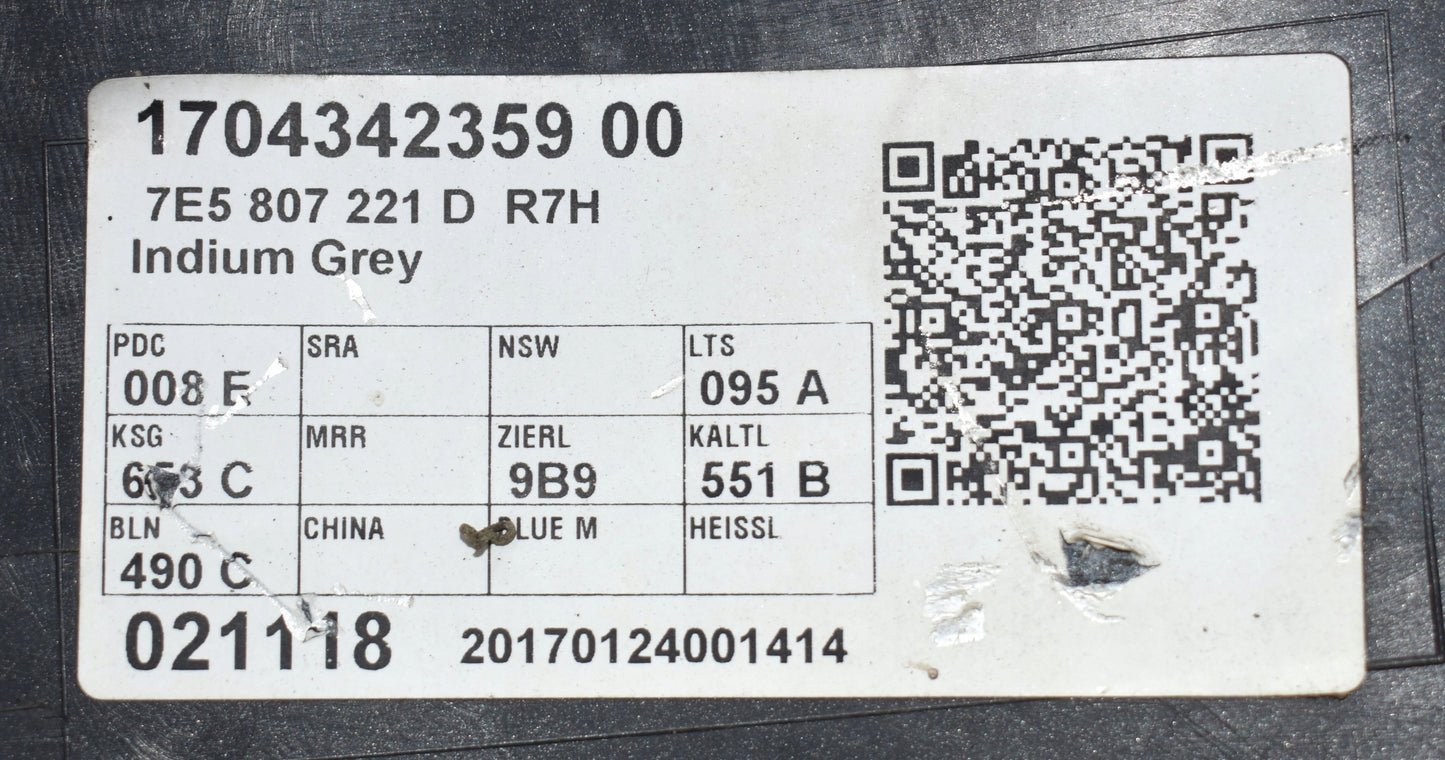 1704342359 00
7E5 807 221 D R7H
Indium Grey
PDC SRA NSW LTS
008 E 095 A
KSG MRR ZIERL KALTL
653 C 9B9 551 B
BLN CHINA BLUE M HEISSL
490 C
021118 20170124001414